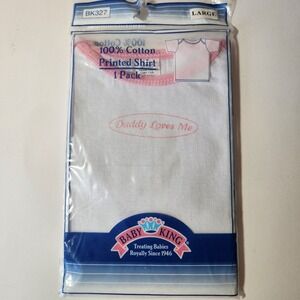 BK327
LARGE
100% Cotton
100% Cotton
Printed Shirt
1 Pack
Daddy Loves Me
BABY KING
Treating Babies
Royally Since 1946